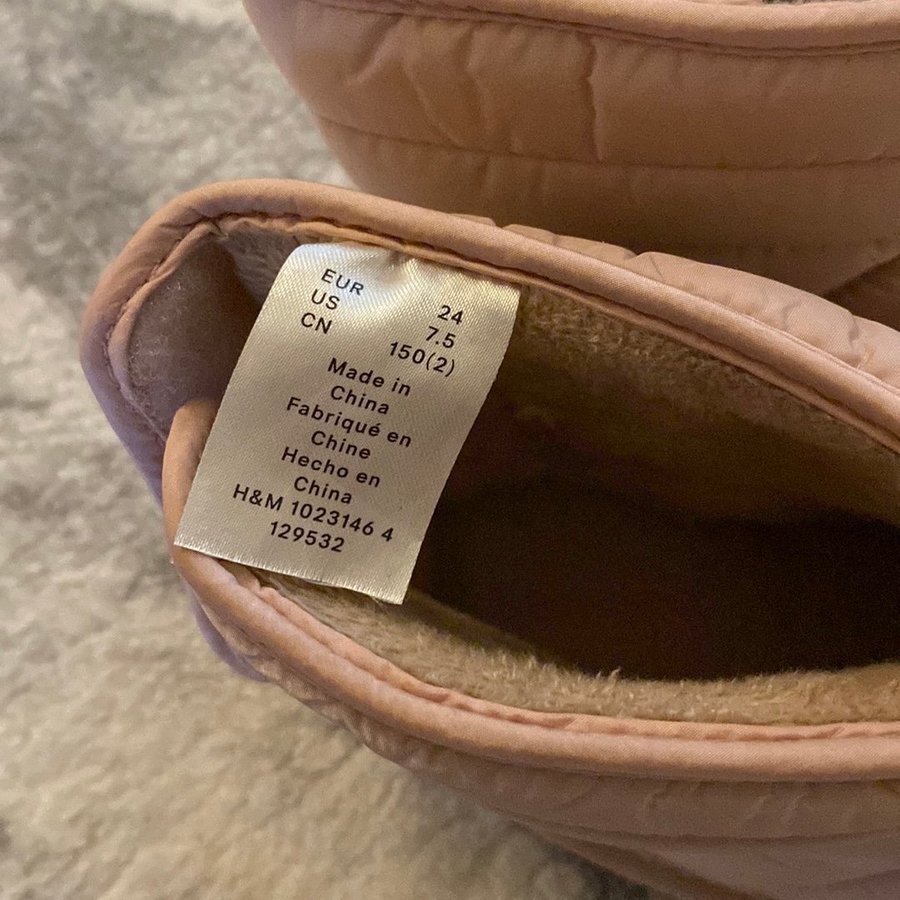 EUR 24
US 7.5
CN 150(2)
Made in
China
Fabriqué en
Chine
Hecho en
China
H&M 1023146 4
129532